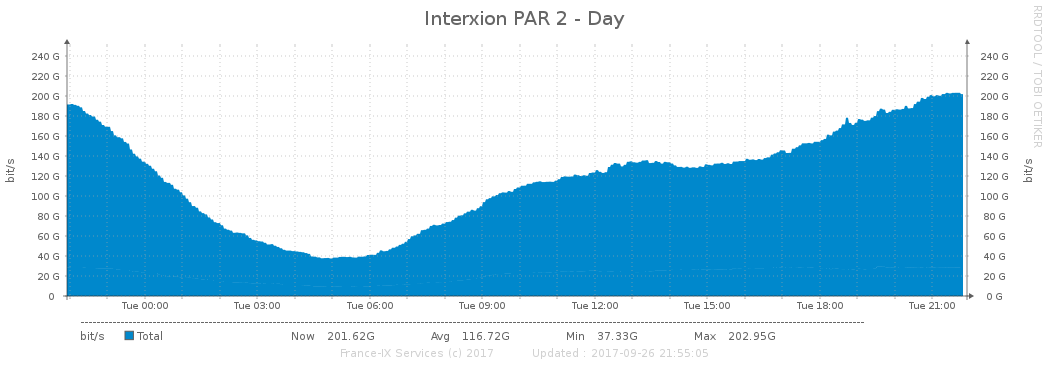 Interxion PAR 2 - Day
RRDTOOL / TOBI OETIKER
bit/s
240 G 240 G
220 G 220 G
200 G 200 G
180 G 180 G
160 G 160 G
140 G 140 G
120 G 120 G
100 G 100 G
80 G 80 G
60 G 60 G
40 G 40 G
20 G 20 G
0 0 G
bit/s
Tue 00:00 Tue 03:00 Tue 06:00 Tue 09:00 Tue 12:00 Tue 15:00 Tue 18:00 Tue 21:00
bit/s Total Now 201.62G Avg 116.72G Min 37.33G Max 202.95G
France-IX Services (c) 2017 Updated : 2017-09-26 21:55:05